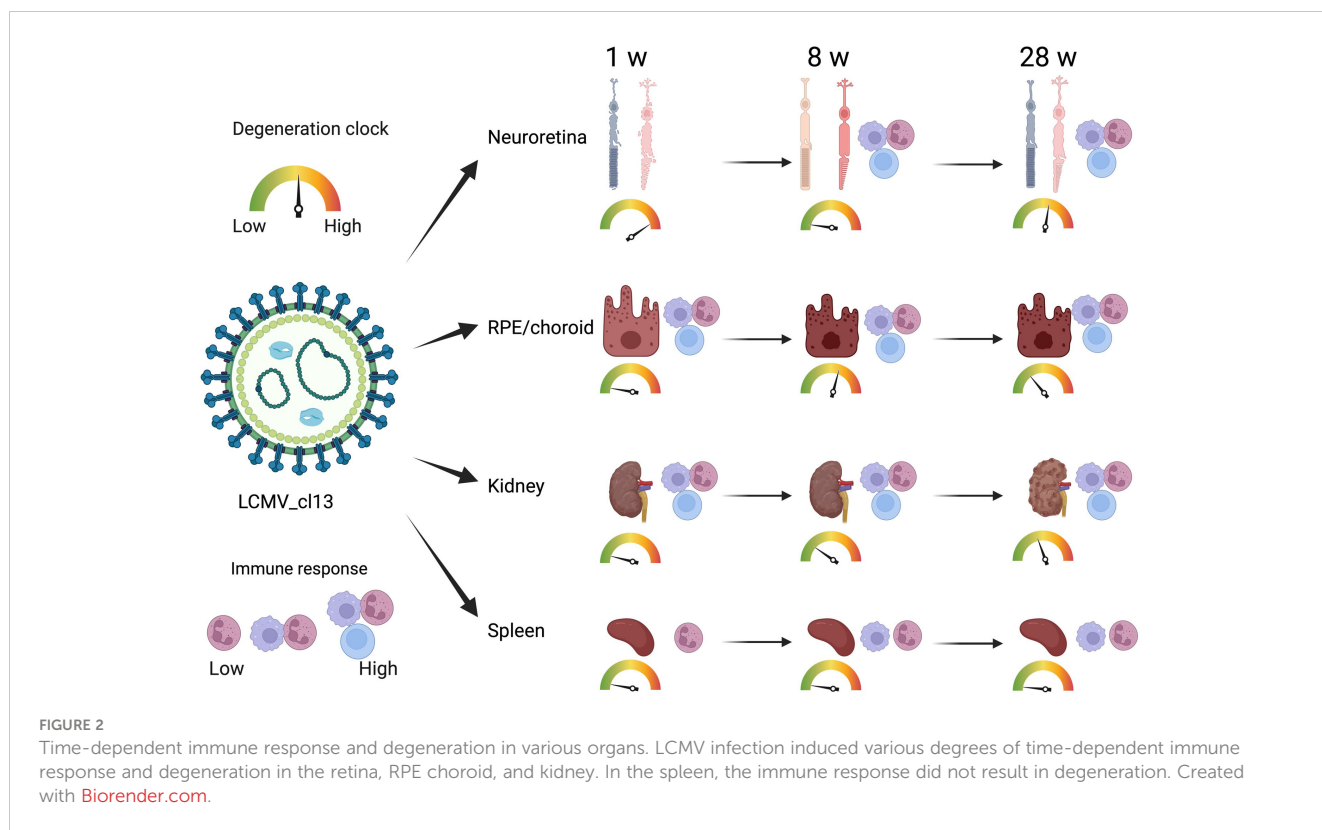 1 w
8 w
28 w
Degeneration clock
Low
High
Neuroretina
RPE/choroid
LCMV_cl13
Kidney
Immune response
Low
High
Spleen
FIGURE 2
Time-dependent immune response and degeneration in various organs. LCMV infection induced various degrees of time-dependent immune
response and degeneration in the retina, RPE choroid, and kidney. In the spleen, the immune response did not result in degeneration. Created
with Biorender.com.